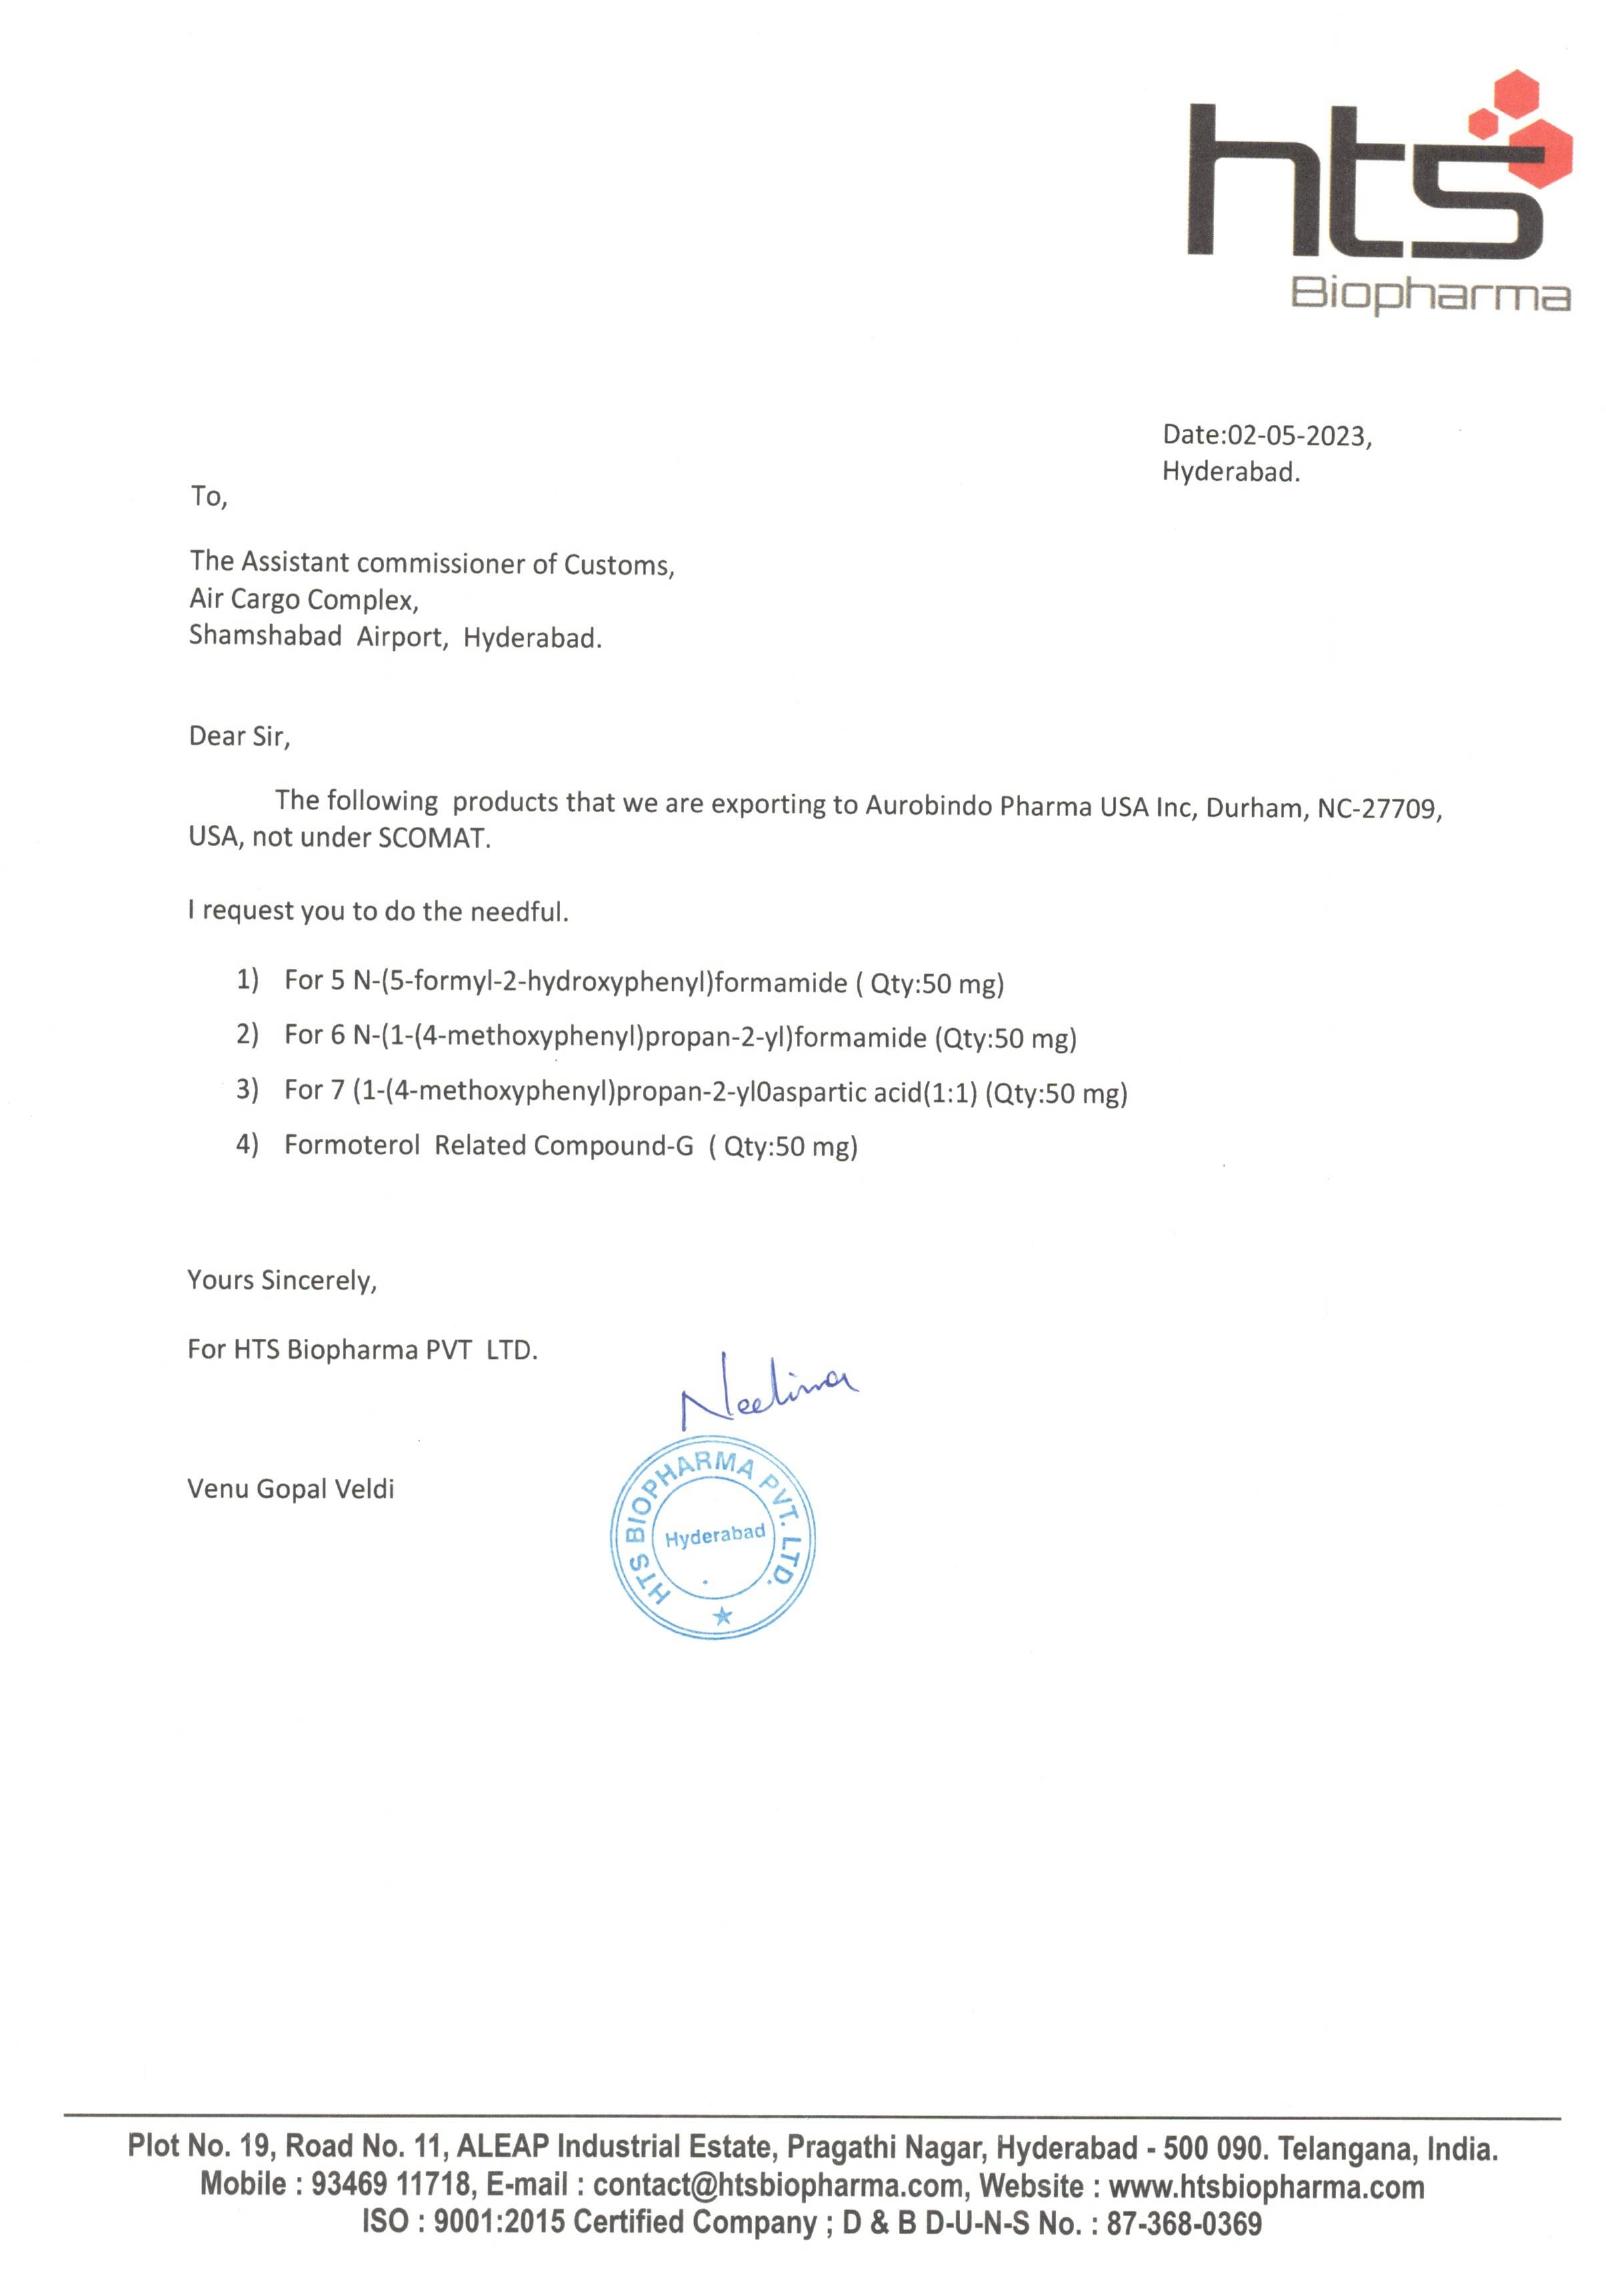 hts
Biopharma
Date:02-05-2023,
Hyderabad.
To,
The Assistant commissioner of Customs,
Air Cargo Complex,
Shamshabad Airport, Hyderabad.
Dear Sir,
The following products that we are exporting to Aurobindo Pharma USA Inc, Durham, NC-27709,
USA, not under SCOMAT.
I request you to do the needful.
1) For 5 N-(5-formyl-2-hydroxyphenyl)formamide ( Qty:50 mg)
2) For 6 N-(1-(4-methoxyphenyl)propan-2-yl)formamide (Qty:50 mg)
3) For 7 (1-(4-methoxyphenyl)propan-2-yl0aspartic acid(1:1) (Qty:50 mg)
4) Formoterol Related Compound-G ( Qty:50 mg)
Yours Sincerely,
For HTS Biopharma PVT LTD.
Neelima
Venu Gopal Veldi
HTS BIOPHARMA PVT. LTD.
Hyderabad
Plot No. 19, Road No. 11, ALEAP Industrial Estate, Pragathi Nagar, Hyderabad - 500 090. Telangana, India.
Mobile : 93469 11718, E-mail : contact@htsbiopharma.com, Website : www.htsbiopharma.com
ISO : 9001:2015 Certified Company ; D & B D-U-N-S No. : 87-368-0369